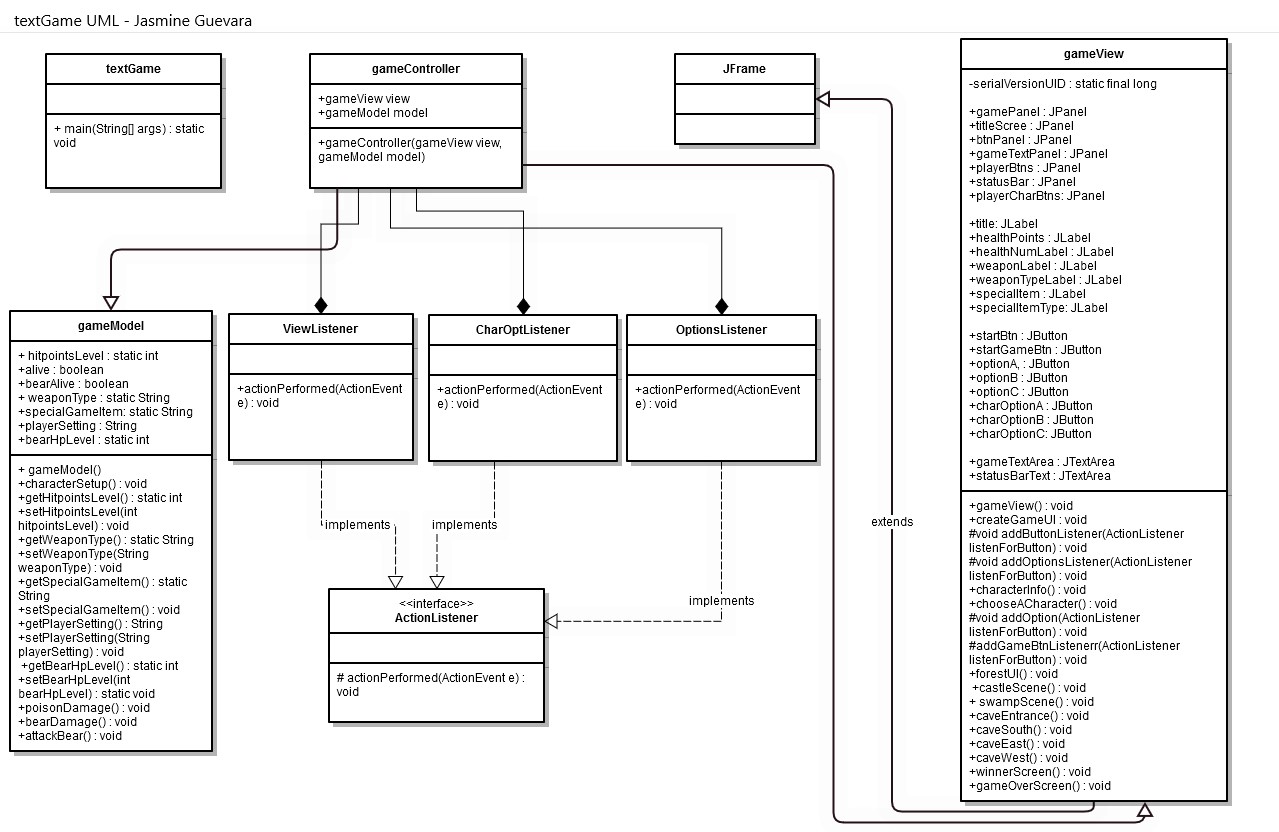 textGame UML - Jasmine Guevara
textGame
+ main(String[] args) : static
void
gameController
+gameView view
+gameModel model
+gameController(gameView view,
gameModel model)
JFrame
gameView
-serialVersionUID : static final long
+gamePanel : JPanel
+titleScree : JPanel
+btnPanel : JPanel
+gameTextPanel : JPanel
+playerBtns : JPanel
+statusBar : JPanel
+playerCharBtns: JPanel
+title: JLabel
+healthPoints : JLabel
+healthNumLabel : JLabel
+weaponLabel : JLabel
+weaponTypeLabel : JLabel
+specialItem : JLabel
+specialItemType: JLabel
+startBtn : JButton
+startGameBtn : JButton
+optionA, : JButton
+optionB : JButton
+optionC : JButton
+charOptionA : JButton
+charOptionB : JButton
+charOptionC: JButton
+gameTextArea : JTextArea
+statusBarText : JTextArea
+gameView() : void
+createGameUI : void
#void addButtonListener(ActionListener
listenForButton) : void
#void addOptionsListener(ActionListener
listenForButton) : void
+characterInfo() : void
+chooseACharacter() : void
#void addOption(ActionListener
listenForButton) : void
#addGameBtnListenerr(ActionListener
listenForButton) : void
+forestUI() : void
+castleScene() : void
+ swampScene() : void
+caveEntrance() : void
+caveSouth() : void
+caveEast() : void
+caveWest() : void
+winnerScreen() : void
+gameOverScreen() : void
gameModel
+ hitpointsLevel : static int
+alive : boolean
+bearAlive : boolean
+ weaponType : static String
+specialGameItem: static String
+playerSetting : String
+bearHpLevel : static int
+ gameModel()
+characterSetup() : void
+getHitpointsLevel() : static int
+setHitpointsLevel(int
hitpointsLevel) : void
+getWeaponType() : static String
+setWeaponType(String
weaponType) : void
+getSpecialGameItem() : static
String
+setSpecialGameItem() : void
+getPlayerSetting() : String
+setPlayerSetting(String
playerSetting) : void
+getBearHpLevel() : static int
+setBearHpLevel(int
bearHpLevel) : static void
+poisonDamage() : void
+bearDamage() : void
+attackBear() : void
ViewListener
+actionPerformed(ActionEvent
e) : void
CharOptListener
+actionPerformed(ActionEvent
e) : void
OptionsListener
+actionPerformed(ActionEvent
e) : void
implements
implements
extends
implements
<<interface>>
ActionListener
# actionPerformed(ActionEvent e) :
void